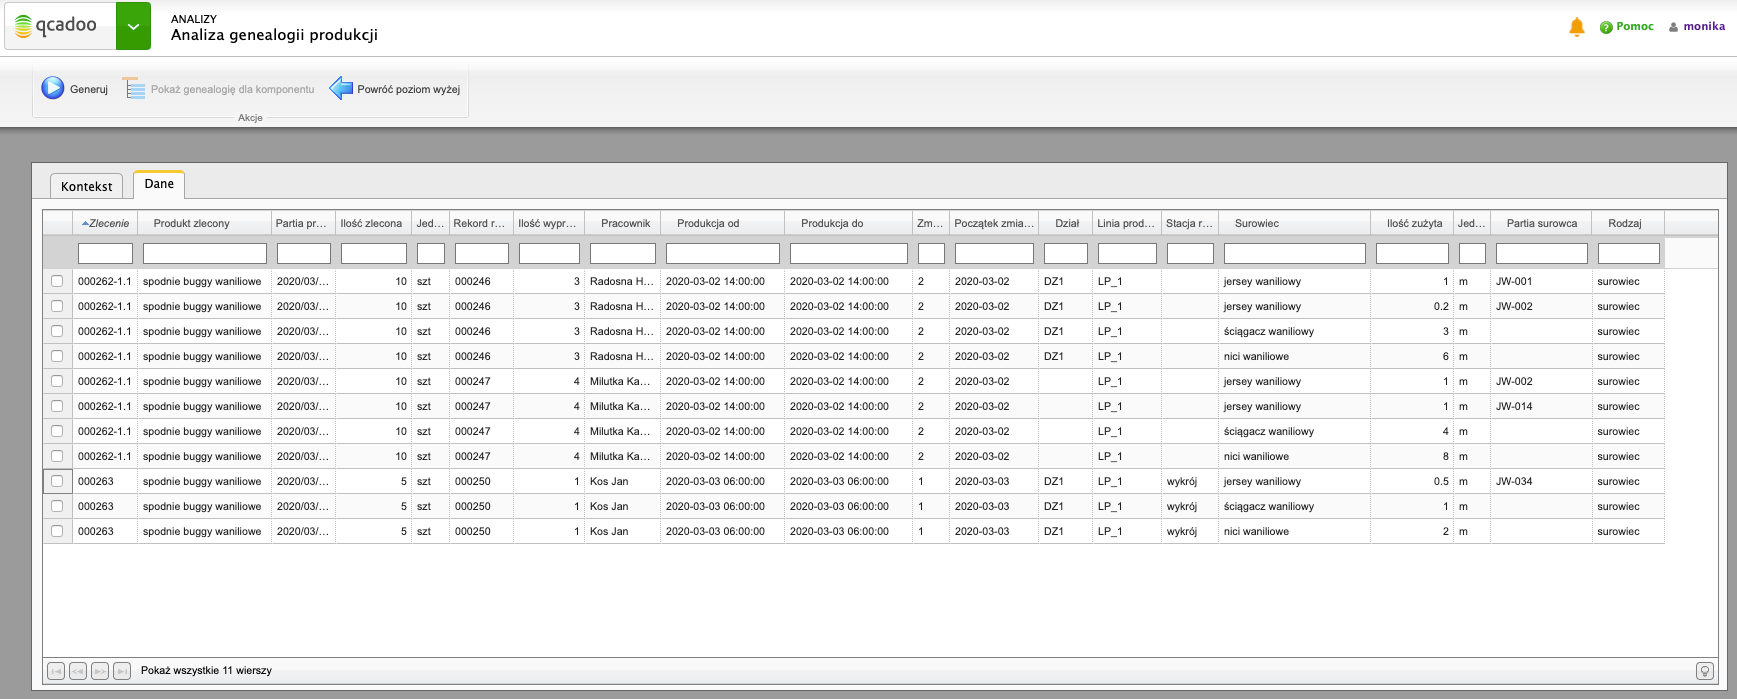 qcadoo
ANALIZY
Analiza genealogii produkcji
Pomoc
monika
Generuj
Pokaż genealogię dla komponentu
Powróć poziom wyżej
Akcje
Kontekst
Dane
Zlecenie Produkt zlecony Partia pr... Ilość zlecona Jed... Rekord r... Ilość wypr... Pracownik Produkcja od Produkcja do Zm... Początek zmia... Dział Linia prod... Stacja r... Surowiec Ilość zużyta Jed... Partia surowca Rodzaj
000262-1.1 spodnie buggy waniliowe 2020/03/... 10 szt 000246 3 Radosna H... 2020-03-02 14:00:00 2020-03-02 14:00:00 2 2020-03-02 DZ1 LP_1 jersey waniliowy 1 m JW-001 surowiec
000262-1.1 spodnie buggy waniliowe 2020/03/... 10 szt 000246 3 Radosna H... 2020-03-02 14:00:00 2020-03-02 14:00:00 2 2020-03-02 DZ1 LP_1 jersey waniliowy 0.2 m JW-002 surowiec
000262-1.1 spodnie buggy waniliowe 2020/03/... 10 szt 000246 3 Radosna H... 2020-03-02 14:00:00 2020-03-02 14:00:00 2 2020-03-02 DZ1 LP_1 ściągacz waniliowy 3 m surowiec
000262-1.1 spodnie buggy waniliowe 2020/03/... 10 szt 000246 3 Radosna H... 2020-03-02 14:00:00 2020-03-02 14:00:00 2 2020-03-02 DZ1 LP_1 nici waniliowe 6 m surowiec
000262-1.1 spodnie buggy waniliowe 2020/03/... 10 szt 000247 4 Milutka Ka... 2020-03-02 14:00:00 2020-03-02 14:00:00 2 2020-03-02 LP_1 jersey waniliowy 1 m JW-002 surowiec
000262-1.1 spodnie buggy waniliowe 2020/03/... 10 szt 000247 4 Milutka Ka... 2020-03-02 14:00:00 2020-03-02 14:00:00 2 2020-03-02 LP_1 jersey waniliowy 1 m JW-014 surowiec
000262-1.1 spodnie buggy waniliowe 2020/03/... 10 szt 000247 4 Milutka Ka... 2020-03-02 14:00:00 2020-03-02 14:00:00 2 2020-03-02 LP_1 ściągacz waniliowy 4 m surowiec
000262-1.1 spodnie buggy waniliowe 2020/03/... 10 szt 000247 4 Milutka Ka... 2020-03-02 14:00:00 2020-03-02 14:00:00 2 2020-03-02 LP_1 nici waniliowe 8 m surowiec
000263 spodnie buggy waniliowe 2020/03/... 5 szt 000250 1 Kos Jan 2020-03-03 06:00:00 2020-03-03 06:00:00 1 2020-03-03 DZ1 LP_1 wykrój jersey waniliowy 0.5 m JW-034 surowiec
000263 spodnie buggy waniliowe 2020/03/... 5 szt 000250 1 Kos Jan 2020-03-03 06:00:00 2020-03-03 06:00:00 1 2020-03-03 DZ1 LP_1 wykrój ściągacz waniliowy 1 m surowiec
000263 spodnie buggy waniliowe 2020/03/... 5 szt 000250 1 Kos Jan 2020-03-03 06:00:00 2020-03-03 06:00:00 1 2020-03-03 DZ1 LP_1 wykrój nici waniliowe 2 m surowiec
Pokaż wszystkie 11 wierszy